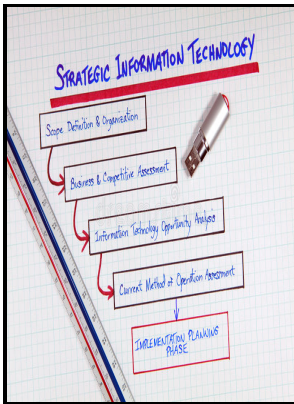 STRATEGIC INFORMATION TECHNOLOGY
Scope Definition & Organization
Business & Competitive Assessment
Information Technology Opportunity Analysis
Current Method of Operation Assessment
IMPLEMENTATION PLANNING
PHASE